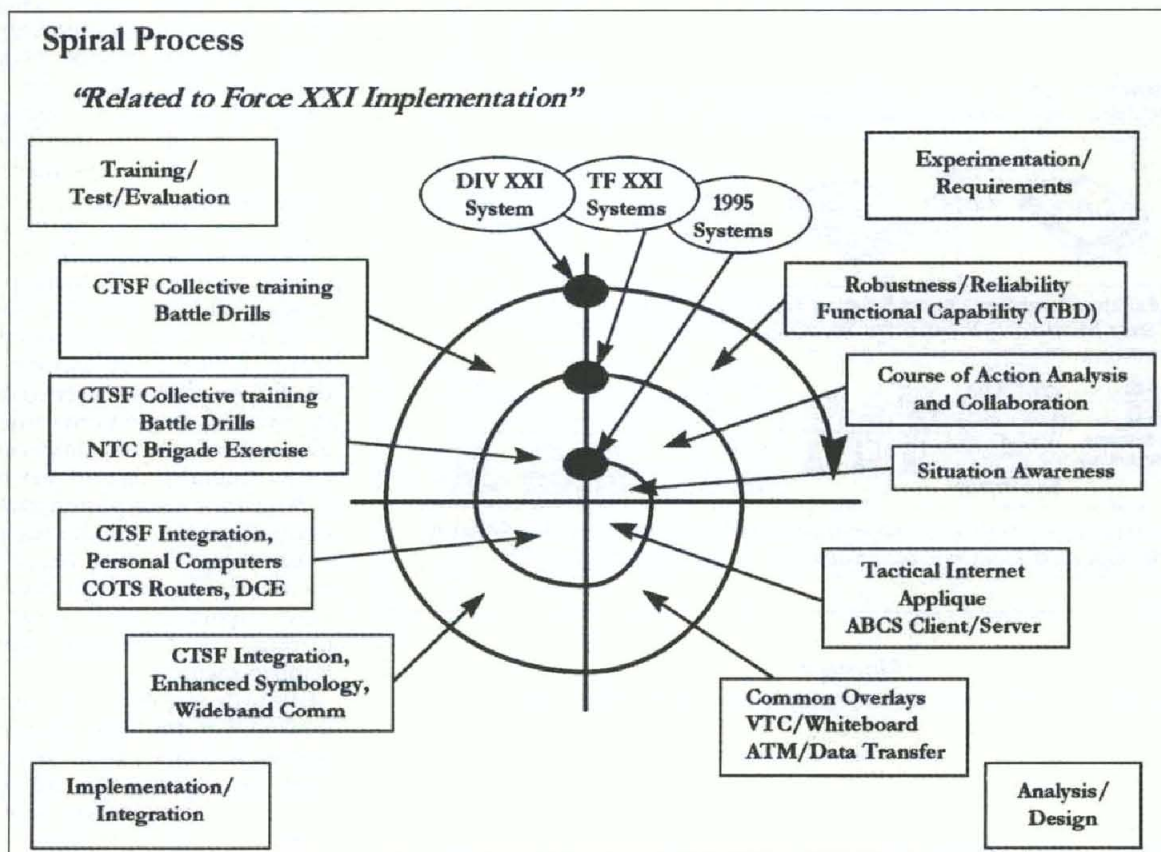 Spiral Process
"Related to Force XXI Implementation"
Training/
Test/Evaluation
DIV XXI
System
TF XXI
Systems
1995
Systems
Experimentation/
Requirements
CTSF Collective training
Battle Drills
Robustness/Reliability
Functional Capability (TBD)
CTSF Collective training
Battle Drills
NTC Brigade Exercise
Course of Action Analysis
and Collaboration
Situation Awareness
CTSF Integration,
Personal Computers
COTS Routers, DCE
Tactical Internet
Applique
ABCS Client/Server
CTSF Integration,
Enhanced Symbology,
Wideband Comm
Common Overlays
VTC/Whiteboard
ATM/Data Transfer
Implementation/
Integration
Analysis/
Design